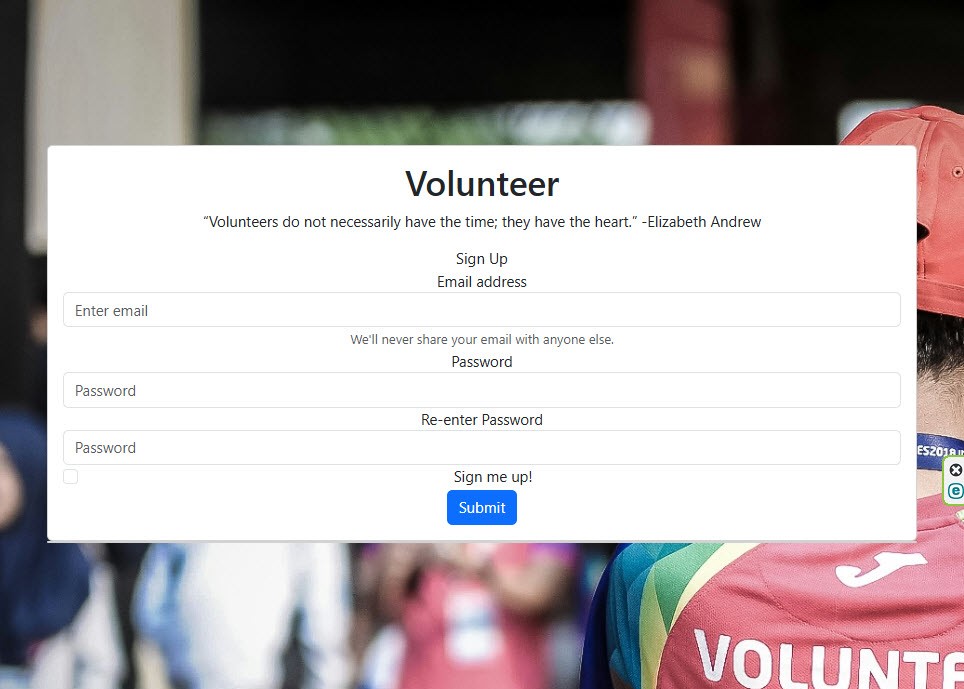 Volunteer
“Volunteers do not necessarily have the time; they have the heart.” -Elizabeth Andrew
Sign Up
Email address
Enter email
We'll never share your email with anyone else.
Password
Password
Re-enter Password
Password
Sign me up!
Submit
ES2018
VOLUNTE